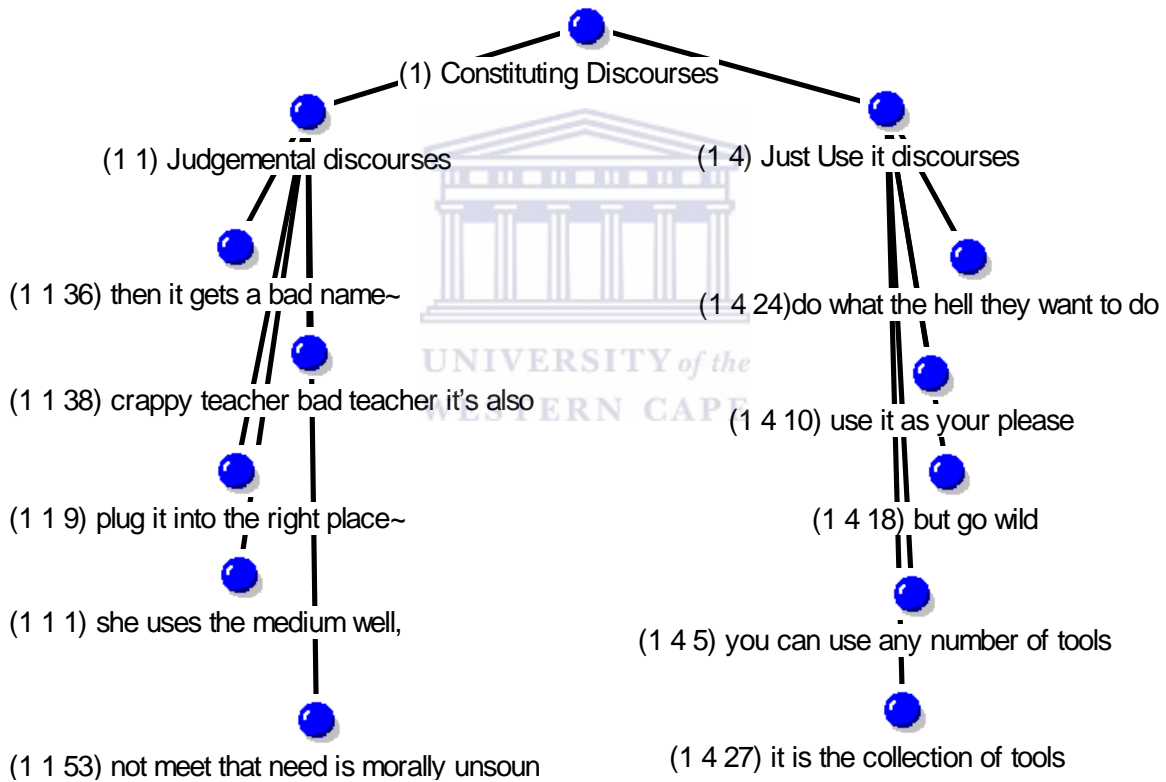 (1) Constituting Discourses
(1 1) Judgemental discourses
(1 4) Just Use it discourses
(1 1 36) then it gets a bad name~
(1 4 24)do what the hell they want to do
UNIVERSITY of the
WESTERN CAPE
(1 1 38) crappy teacher bad teacher it's also
(1 4 10) use it as your please
(1 1 9) plug it into the right place~
(1 4 18) but go wild
(1 1 1) she uses the medium well,
(1 4 5) you can use any number of tools
(1 1 53) not meet that need is morally unsoun
(1 4 27) it is the collection of tools